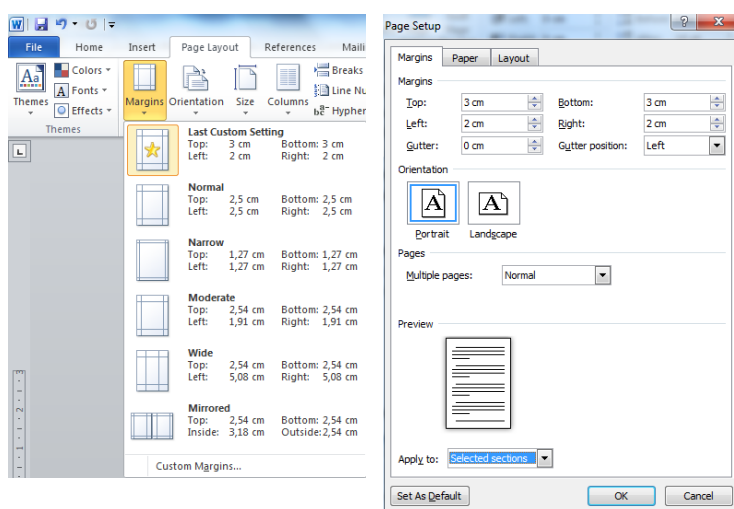 W
File Home Insert Page Layout References Maili
Aa Colors Margins Orientation Size Columns Breaks
A Fonts Line Nu
Themes Effects Hypher
Themes
L
Last Custom Setting
Top: 3 cm Bottom: 3 cm
Left: 2 cm Right: 2 cm
Normal
Top: 2,5 cm Bottom: 2,5 cm
Left: 2,5 cm Right: 2,5 cm
Narrow
Top: 1,27 cm Bottom: 1,27 cm
Left: 1,27 cm Right: 1,27 cm
Moderate
Top: 2,54 cm Bottom: 2,54 cm
Left: 1,91 cm Right: 1,91 cm
Wide
Top: 2,54 cm Bottom: 2,54 cm
Left: 5,08 cm Right: 5,08 cm
Mirrored
Top: 2,54 cm Bottom: 2,54 cm
Inside: 3,18 cm Outside: 2,54 cm
Custom Margins...
3
2
1
Page Setup ? X
Margins Paper Layout
Margins
Top: 3 cm Bottom: 3 cm
Left: 2 cm Right: 2 cm
Gutter: 0 cm Gutter position: Left
Orientation
A A
Portrait Landscape
Pages
Multiple pages: Normal
Preview
Apply to: Selected sections
Set As Default OK Cancel